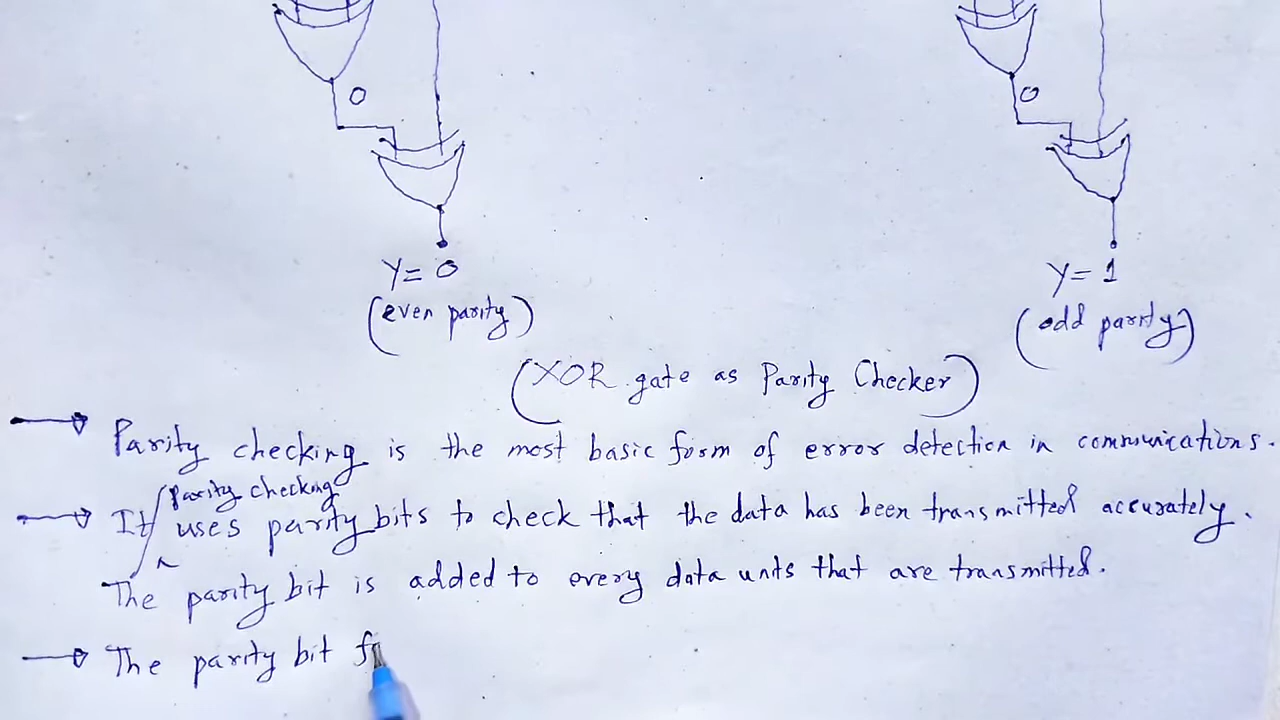 0
0
Y= 0
Y= 1
(even parity)
(odd parity)
(XOR gate as Parity Checker)
Parity checking is the most basic form of error detection in communications.
parity checking
It/ uses parity bits to check that the data has been transmitted accurately.
The parity bit is added to every data units that are transmitted.
The parity bit f